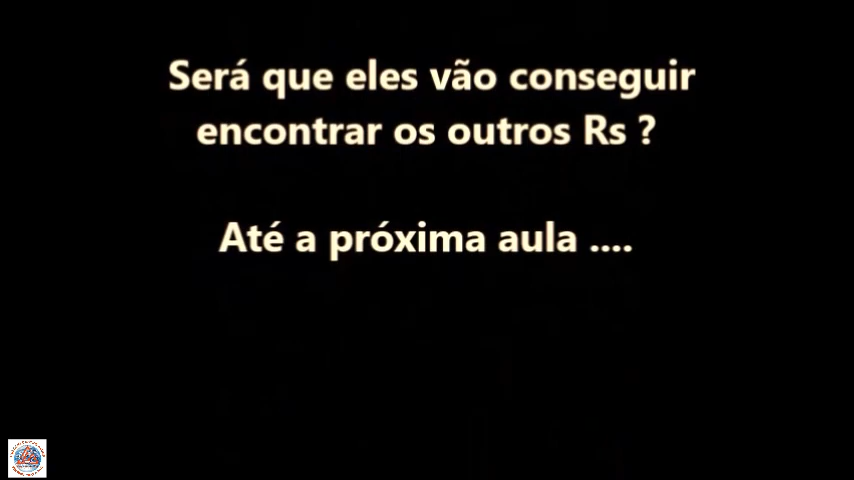 Será que eles vão conseguir
encontrar os outros Rs ?
Até a próxima aula ....